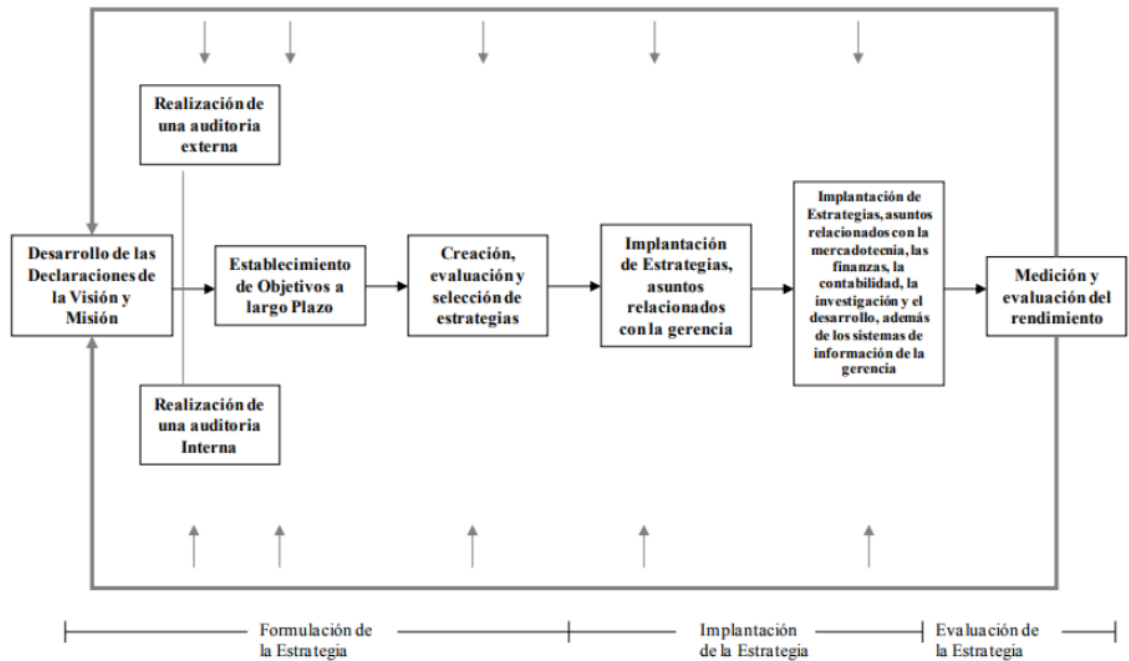 Realización de
una auditoria
externa
Desarrollo de las
Declaraciones de
la Visión y
Misión
Establecimiento
de Objetivos a
largo Plazo
Creación,
evaluación y
selección de
estrategias
Implantación
de Estrategias,
asuntos
relacionados
con la gerencia
Implantación de
Estrategias, asuntos
relacionados con la
mercadotecnia, las
finanzas, la
contabilidad, la
investigación y el
desarrollo, además
de los sistemas de
información de la
gerencia
Medición y
evaluación del
rendimiento
Realización de
una auditoria
Interna
Formulación de
la Estrategia
Implantación
de la Estrategia
Evaluación de
la Estrategia